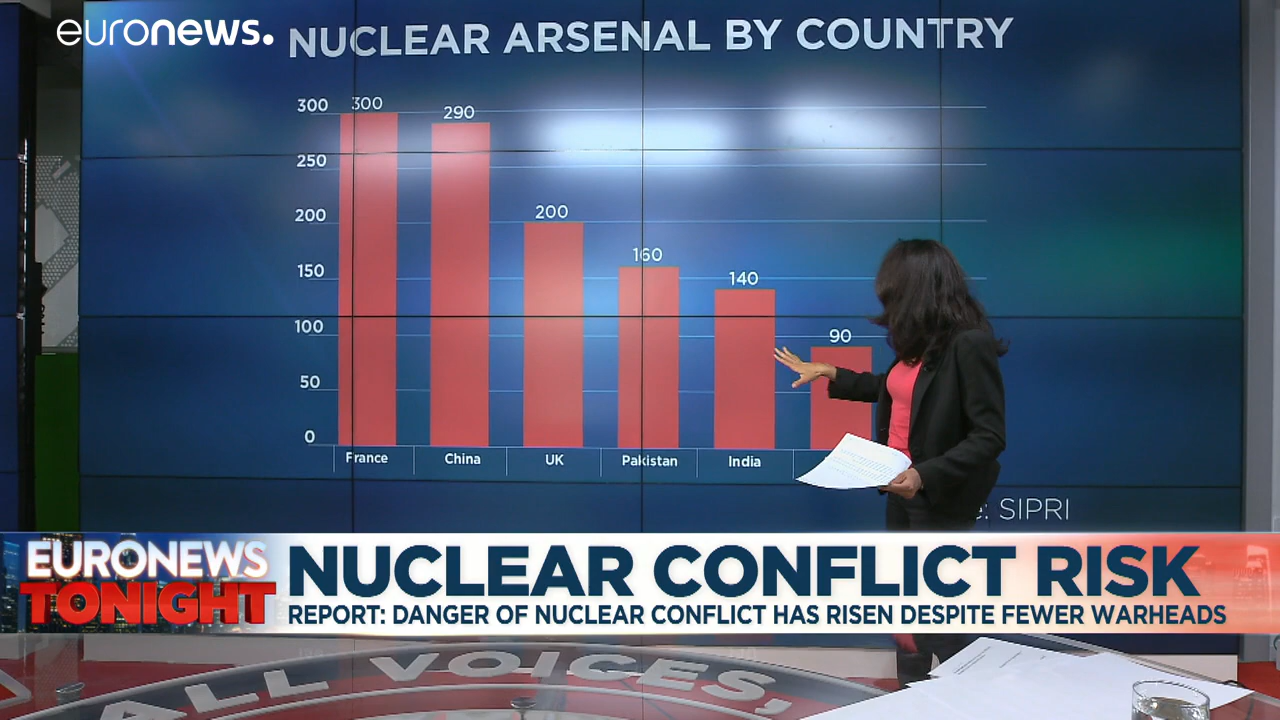 euronews.
NUCLEAR ARSENAL BY COUNTRY
300
250
200
150
100
50
0
300
290
200
160
140
90
France
China
UK
Pakistan
India
: SIPRI
EURONEWS
TONIGHT
NUCLEAR CONFLICT RISK
REPORT: DANGER OF NUCLEAR CONFLICT HAS RISEN DESPITE FEWER WARHEADS
ALL VOICES,